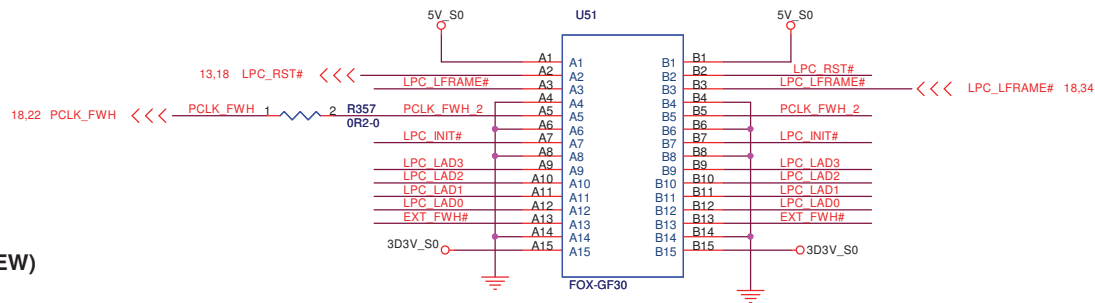 5V_S0 U51 5V_S0
A1 A1 B1 B1
13,18 LPC_RST# A2 A2 B2 B2 LPC_RST#
LPC_LFRAME# A3 A3 B3 B3 LPC_LFRAME# 18,34
A4 A4 B4 B4
18,22 PCLK_FWH PCLK_FWH 1 2 R357 PCLK_FWH_2 A5 A5 B5 B5 PCLK_FWH_2
0R2-0 A6 A6 B6 B6
LPC_INIT# A7 A7 B7 B7 LPC_INIT#
A8 A8 B8 B8
LPC_LAD3 A9 A9 B9 B9 LPC_LAD3
LPC_LAD2 A10 A10 B10 B10 LPC_LAD2
LPC_LAD1 A11 A11 B11 B11 LPC_LAD1
LPC_LAD0 A12 A12 B12 B12 LPC_LAD0
EXT_FWH# A13 A13 B13 B13 EXT_FWH#
A14 A14 B14 B14
3D3V_S0 A15 A15 B15 B15 3D3V_S0
EW)
FOX-GF30